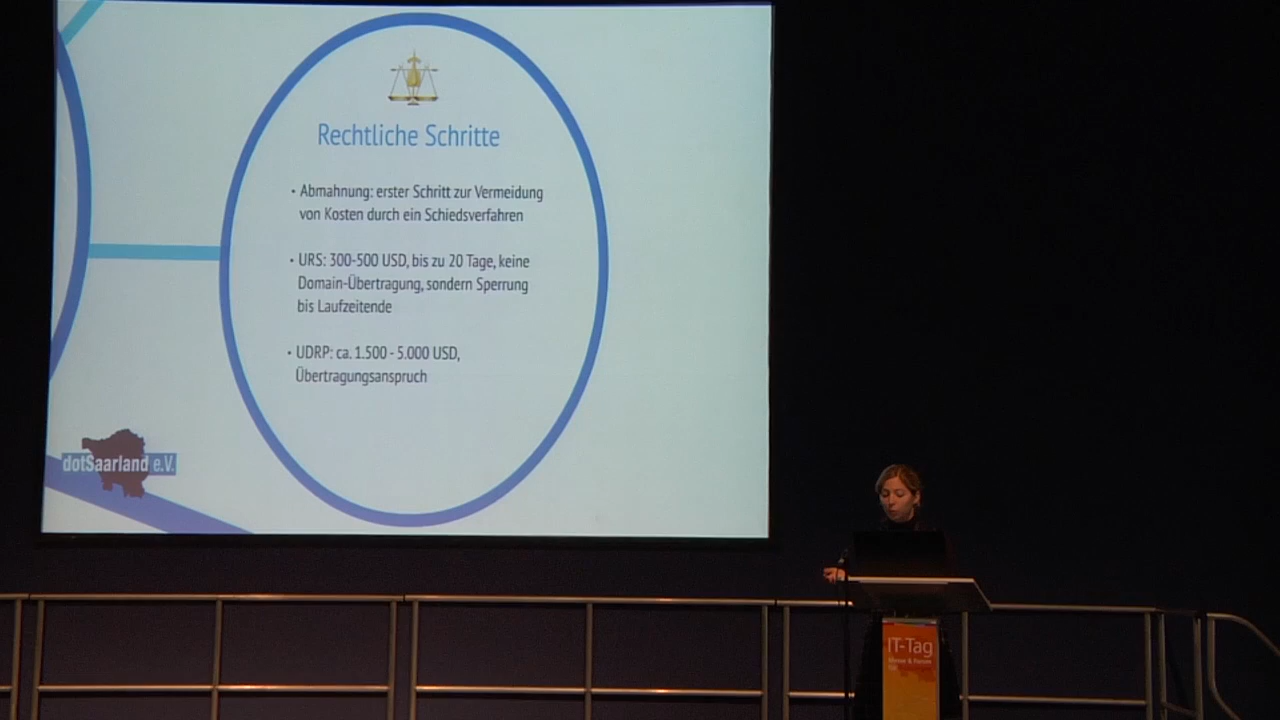 Rechtliche Schritte
• Abmahnung: erster Schritt zur Vermeidung
von Kosten durch ein Schiedsverfahren
• URS: 300-500 USD, bis zu 20 Tage, keine
Domain-Übertragung, sondern Sperrung
bis Laufzeitende
• UDRP: ca. 1.500 - 5.000 USD,
Übertragungsanspruch
dotSaarland e.V.
IT-Tag